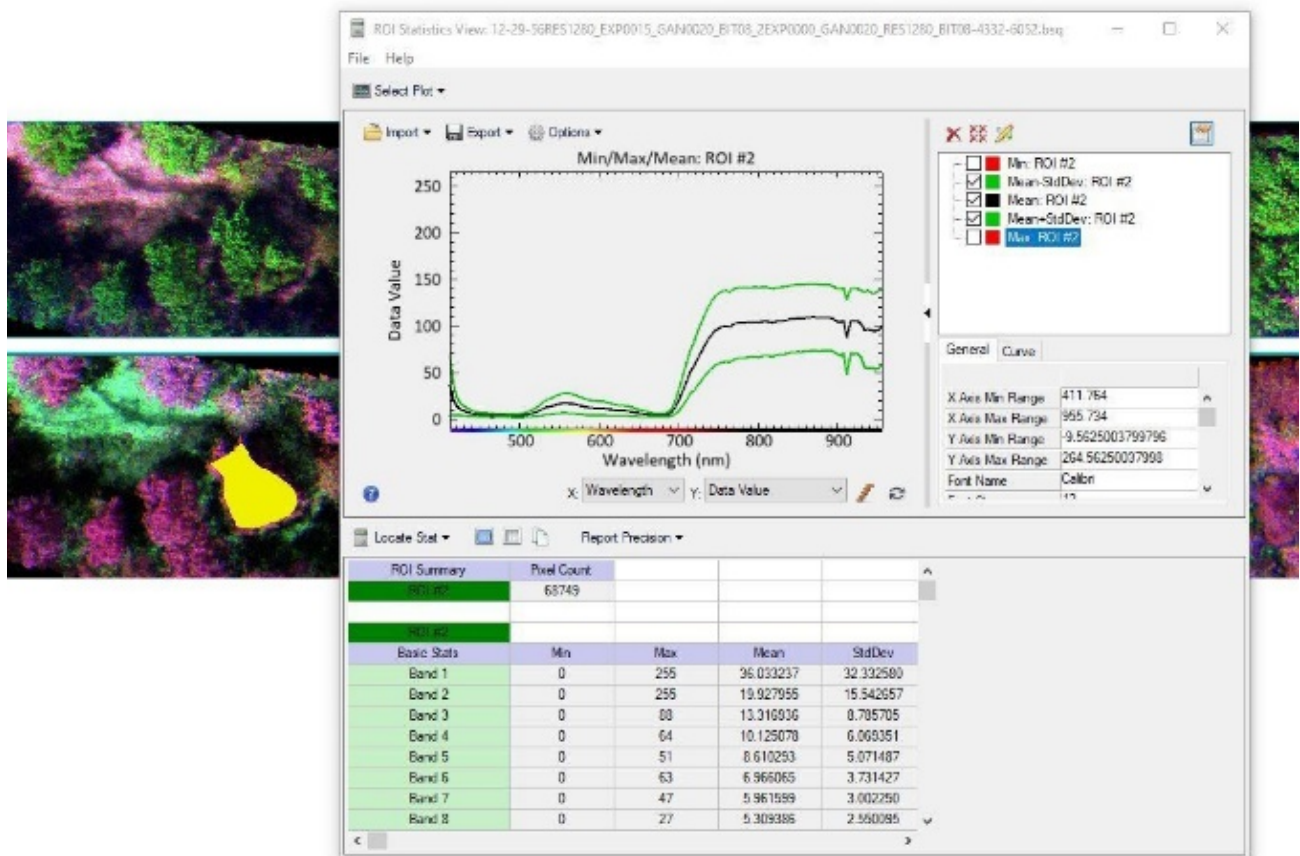 ROI Statistics View: 12-29-56RES1280_EXP0015_GAN0020_BIT08_2EXP0000_GAN0020_RES1280_BIT08-4332-6052.bsq
File Help
Select Plot
Import Export Options
Min/Max/Mean: ROI #2
250
200
150
100
50
0
Data Value
500 600 700 800 900
Wavelength (nm)
X: Wavelength Y: Data Value
Min: ROI #2
Mean-StdDev: ROI #2
Mean: ROI #2
Mean+StdDev: ROI #2
Max: ROI #2
General Curve
X Axis Min Range 411.764
X Axis Max Range 955.734
Y Axis Min Range -9.5625003799796
Y Axis Max Range 264.56250037998
Font Name Calibri
Locate Stat Report Precision
ROI Summary Pixel Count
ROI #2 68749
ROI #2
Basic Stats Min Max Mean StdDev
Band 1 0 255 36.033237 32.332580
Band 2 0 255 19.927955 15.542657
Band 3 0 88 13.316936 8.785705
Band 4 0 64 10.125078 6.069351
Band 5 0 51 8.610293 5.071487
Band 6 0 63 6.966065 3.731427
Band 7 0 47 5.961599 3.002250
Band 8 0 27 5.309386 2.550095